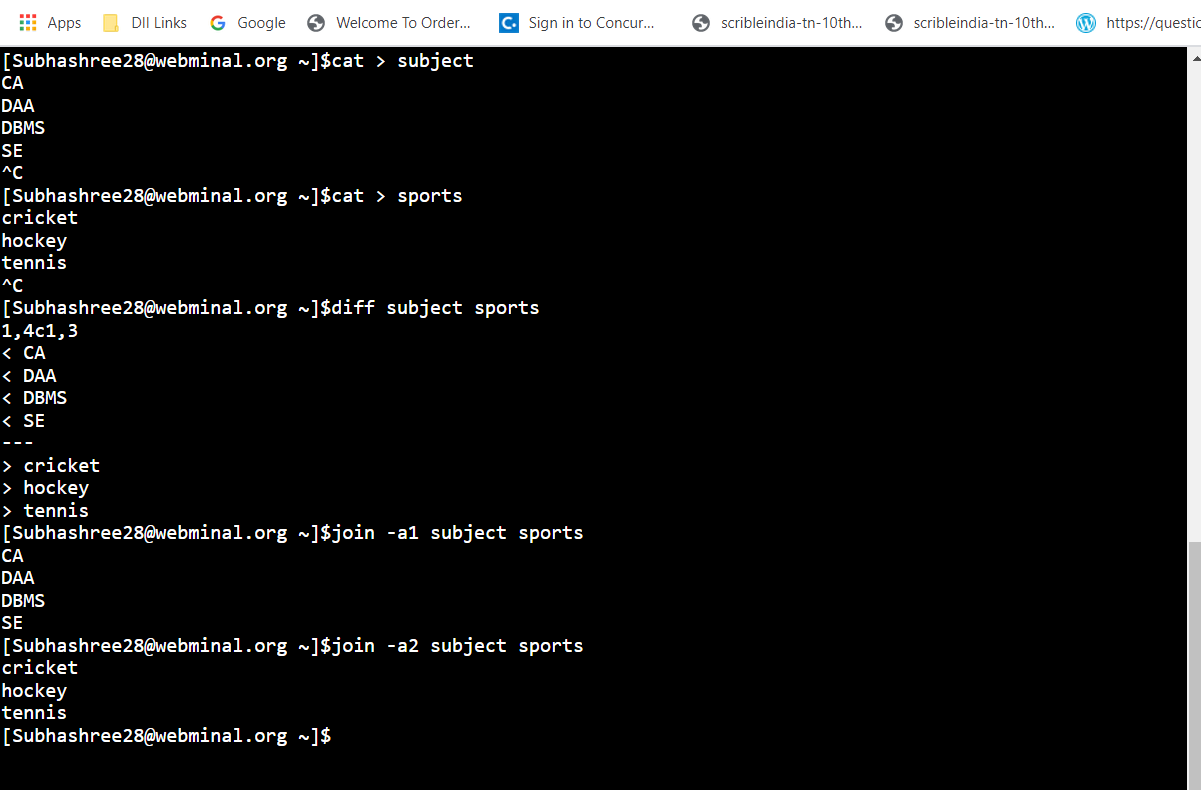 Apps Dll Links Google Welcome To Order... Sign in to Concur... scribleindia-tn-10th... scribleindia-tn-10th... https://questic
[Subhashree28@webminal.org ~]$cat > subject
CA
DAA
DBMS
SE
^C
[Subhashree28@webminal.org ~]$cat > sports
cricket
hockey
tennis
^C
[Subhashree28@webminal.org ~]$diff subject sports
1,4c1,3
< CA
< DAA
< DBMS
< SE
---
> cricket
> hockey
> tennis
[Subhashree28@webminal.org ~]$join -a1 subject sports
CA
DAA
DBMS
SE
[Subhashree28@webminal.org ~]$join -a2 subject sports
cricket
hockey
tennis
[Subhashree28@webminal.org ~]$